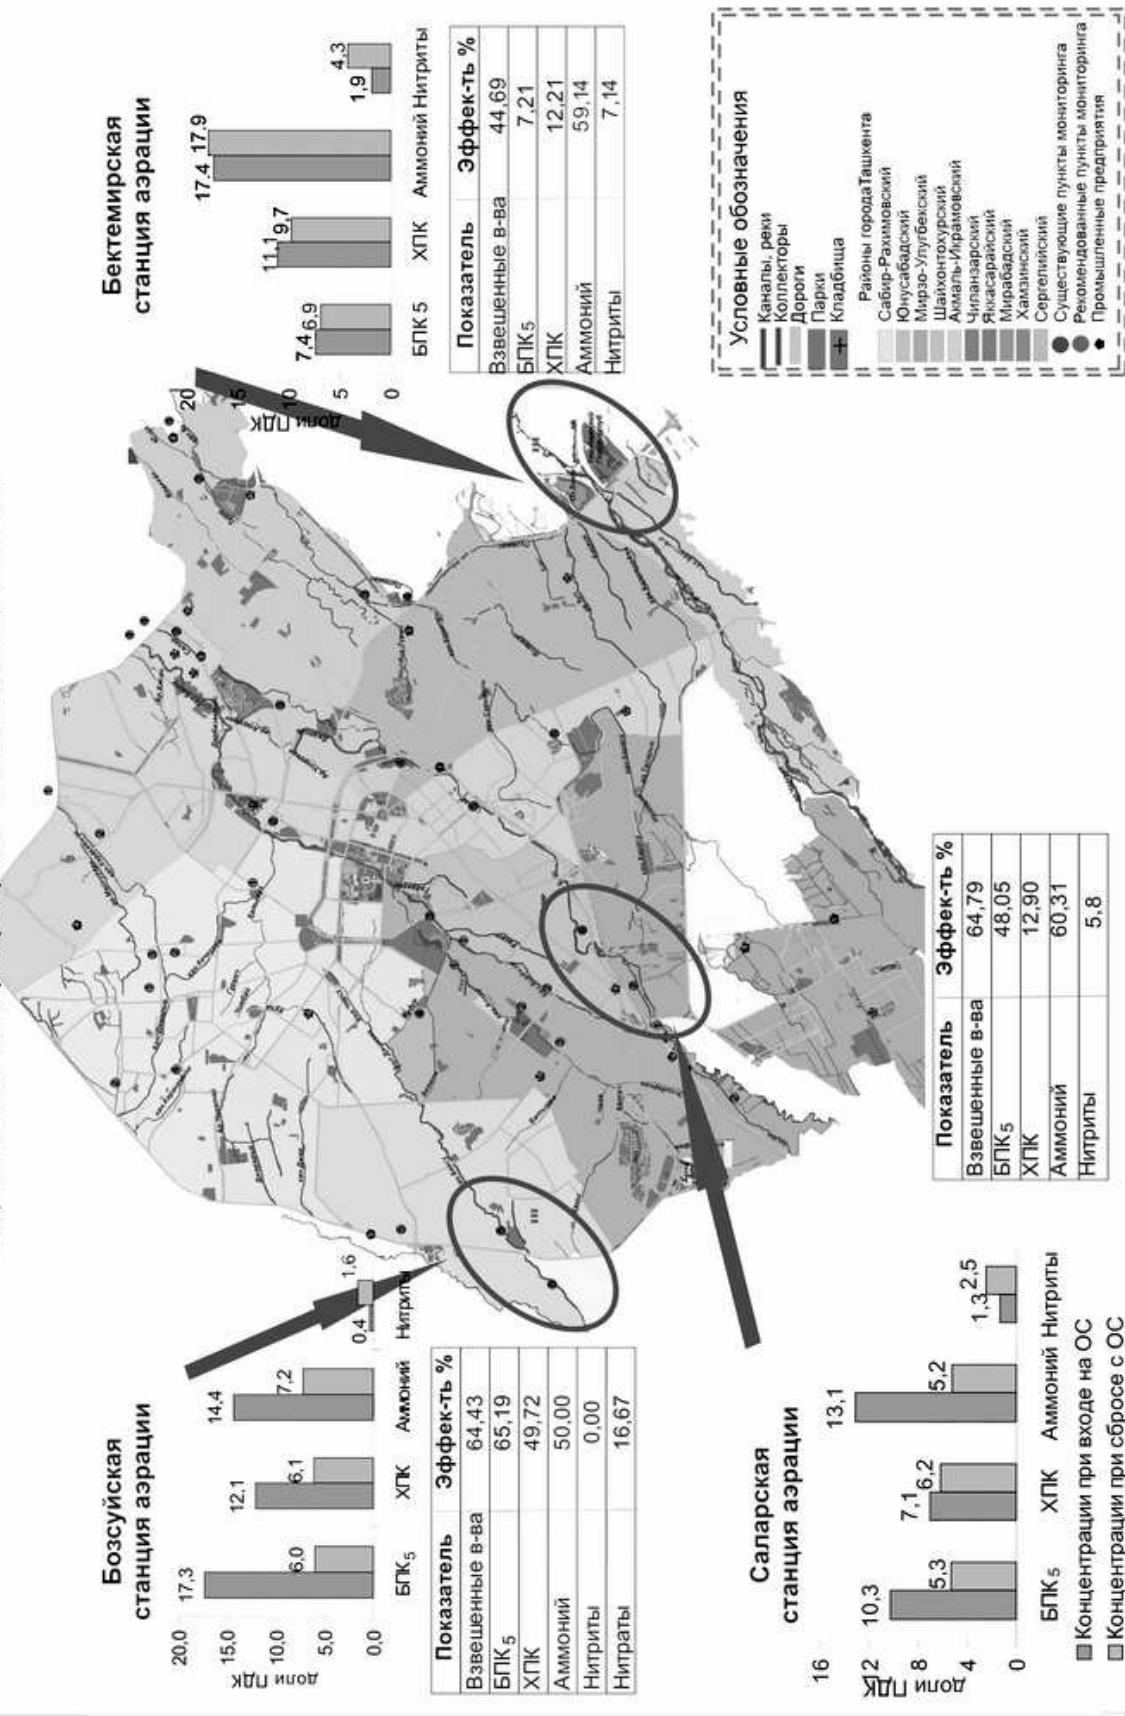 Бозсуйская
станция аэрации
20,0
15,0
10,0
5,0
0,0
доли ПДК
17,3
6,0
12,1
6,1
14,4
7,2
0,4
1,6
БПК5 ХПК Аммоний Нитриты
Показатель Эффек-ть %
Взвешенные в-ва 64,43
БПК5 65,19
ХПК 49,72
Аммоний 50,00
Нитриты 0,00
Нитраты 16,67
Бектемирская
станция аэрации
20
15
10
5
0
доли ПДК
7,4 6,9
11,1 9,7
17,4 17,9
1,9 4,3
БПК 5 ХПК Аммоний Нитриты
Показатель Эффек-ть %
Взвешенные в-ва 44,69
БПК5 7,21
ХПК 12,21
Аммоний 59,14
Нитриты 7,14
Саларская
станция аэрации
16
12
8
4
0
доли ПДК
10,3
5,3
7,1
6,2
13,1
5,2
1,3
2,5
БПК5 ХПК Аммоний Нитриты
Концентрации при входе на ОС
Концентрации при сбросе с ОС
Показатель Эффек-ть %
Взвешенные в-ва 64,79
БПК5 48,05
ХПК 12,90
Аммоний 60,31
Нитриты 5,8
Условные обозначения
Каналы, реки
Коллекторы
Дороги
Парки
Кладбища
Районы городаТашкента
Сабир-Рахимовский
Юнусабадский
Мирзо-Улугбекский
Шайхонтохурский
Акмаль-Икрамовский
Чиланзарский
Яккасарайский
Мирабадский
Хамзинский
Сергелийский
Существующие пункты мониторинга
Рекомендованные пункты мониторинга
Промышленные предприятия